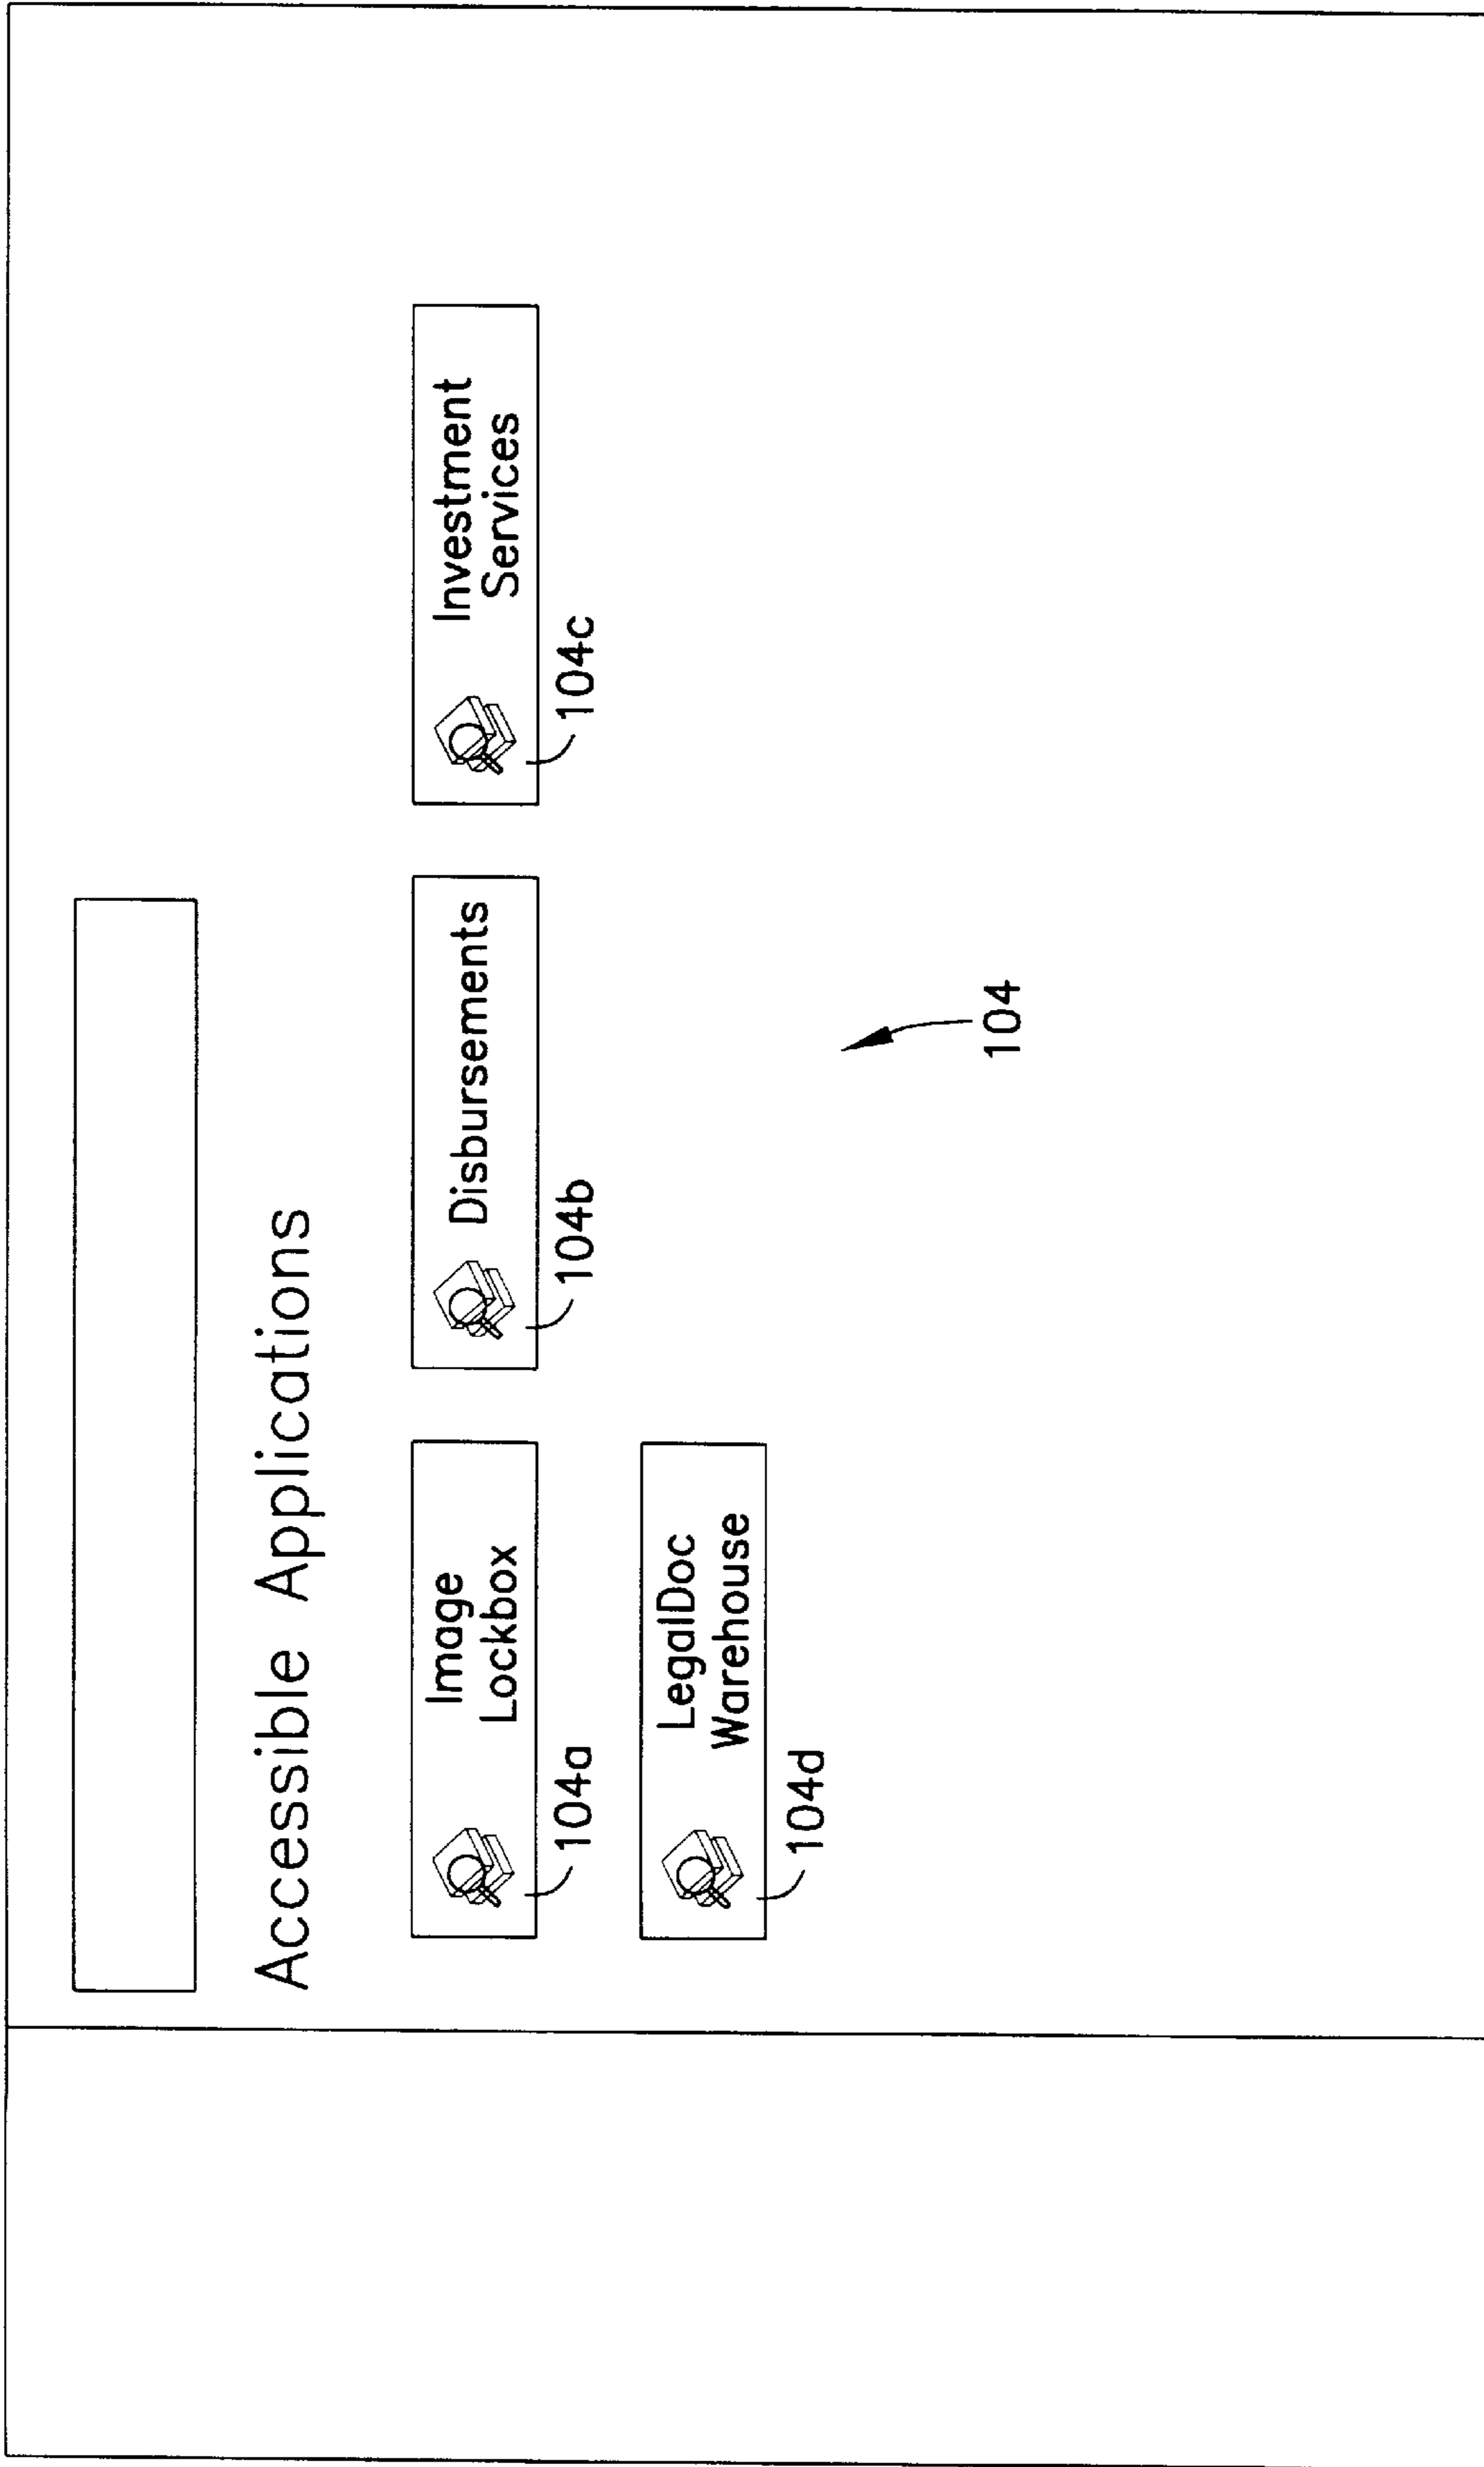 Accessible Applications
Image
Lockbox
104a
Disbursements
104b
Investment
Services
104c
LegalDoc
Warehouse
104d
104